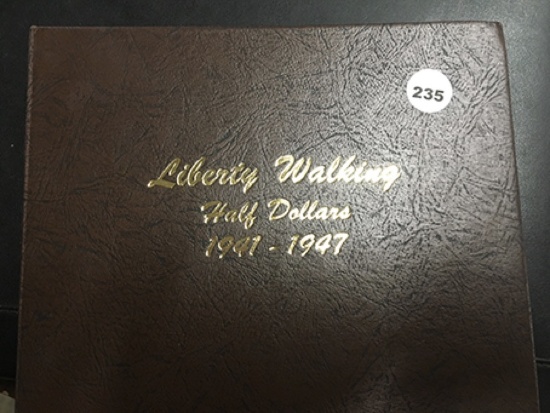 235
Liberty Walking
Half Dollars
1941 - 1947